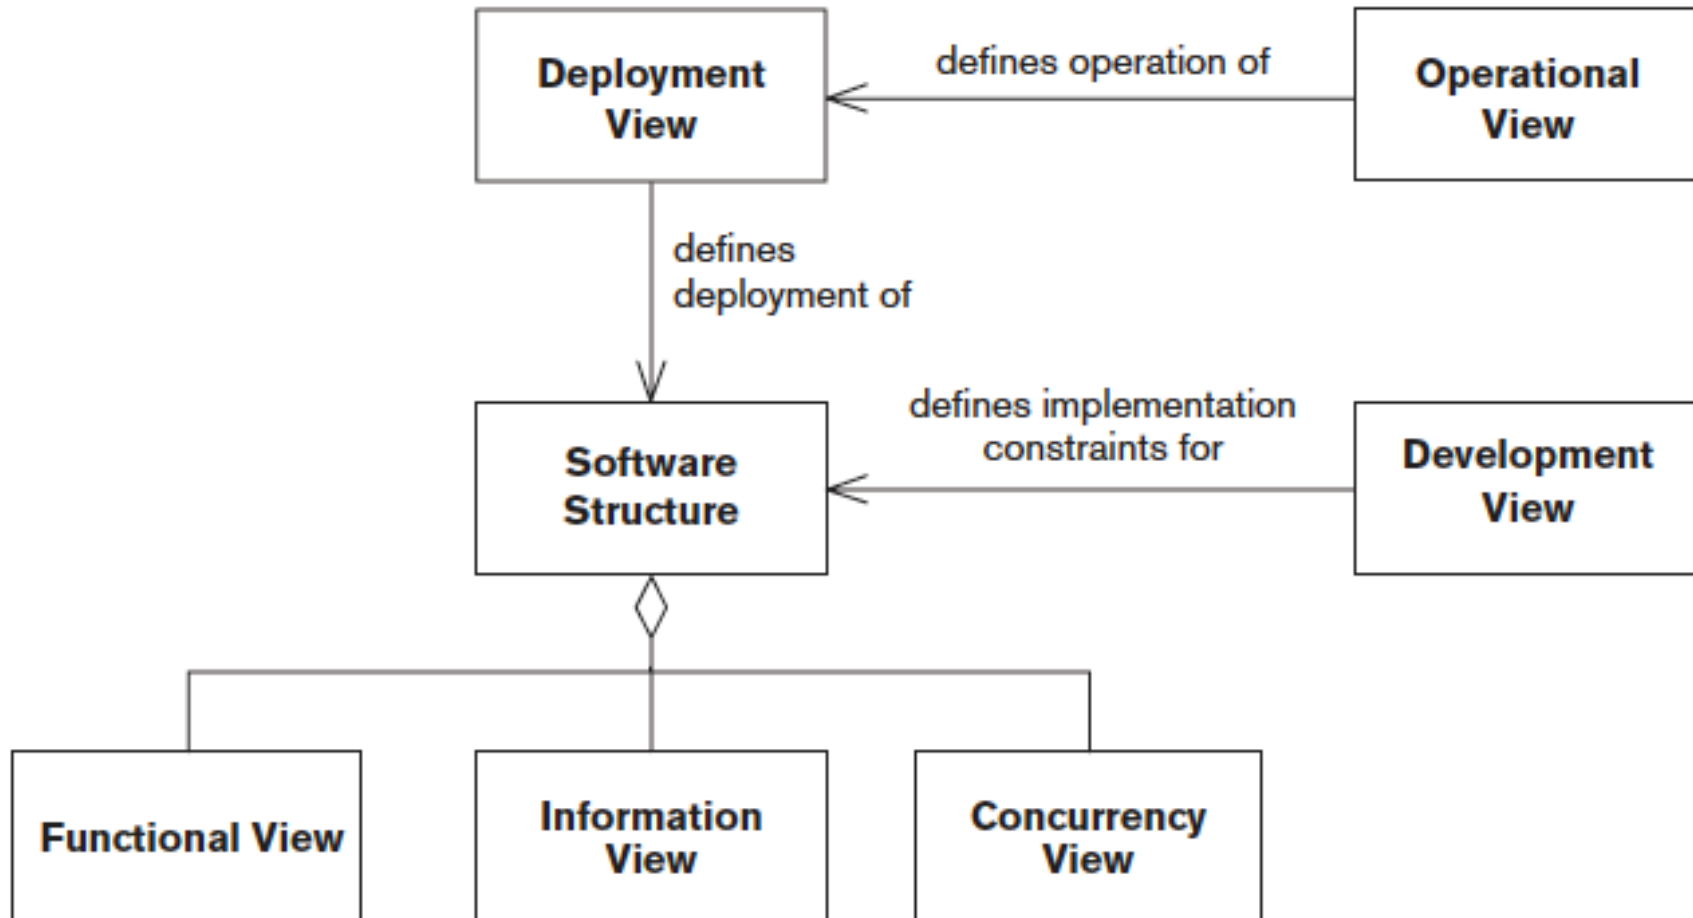 Deployment
View
defines operation of
Operational
View
defines
deployment of
Software
Structure
defines implementation
constraints for
Development
View
Functional View
Information
View
Concurrency
View